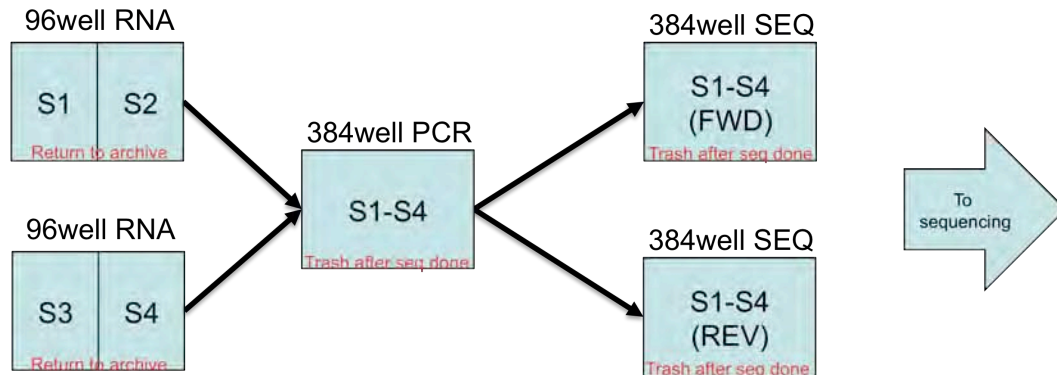 96well RNA
S1 S2
Return to archive
96well RNA
S3 S4
Return to archive
384well PCR
S1-S4
Trash after seq done
384well SEQ
S1-S4
(FWD)
Trash after seq done
384well SEQ
S1-S4
(REV)
Trash after seq done
To
sequencing